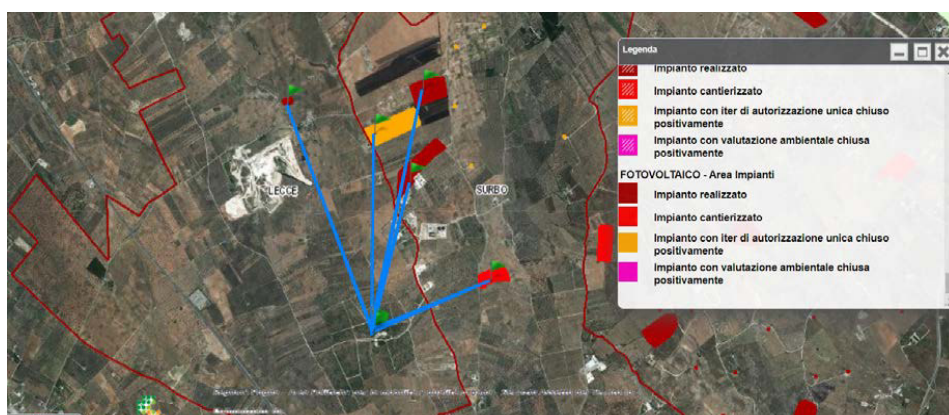 Legenda
Impianto realizzato
Impianto cantierizzato
Impianto con iter di autorizzazione unica chiuso
positivamente
Impianto con valutazione ambientale chiusa
positivamente
FOTOVOLTAICO - Area Impianti
Impianto realizzato
Impianto cantierizzato
Impianto con iter di autorizzazione unica chiuso
positivamente
Impianto con valutazione ambientale chiusa
positivamente
LECCE
SURBO